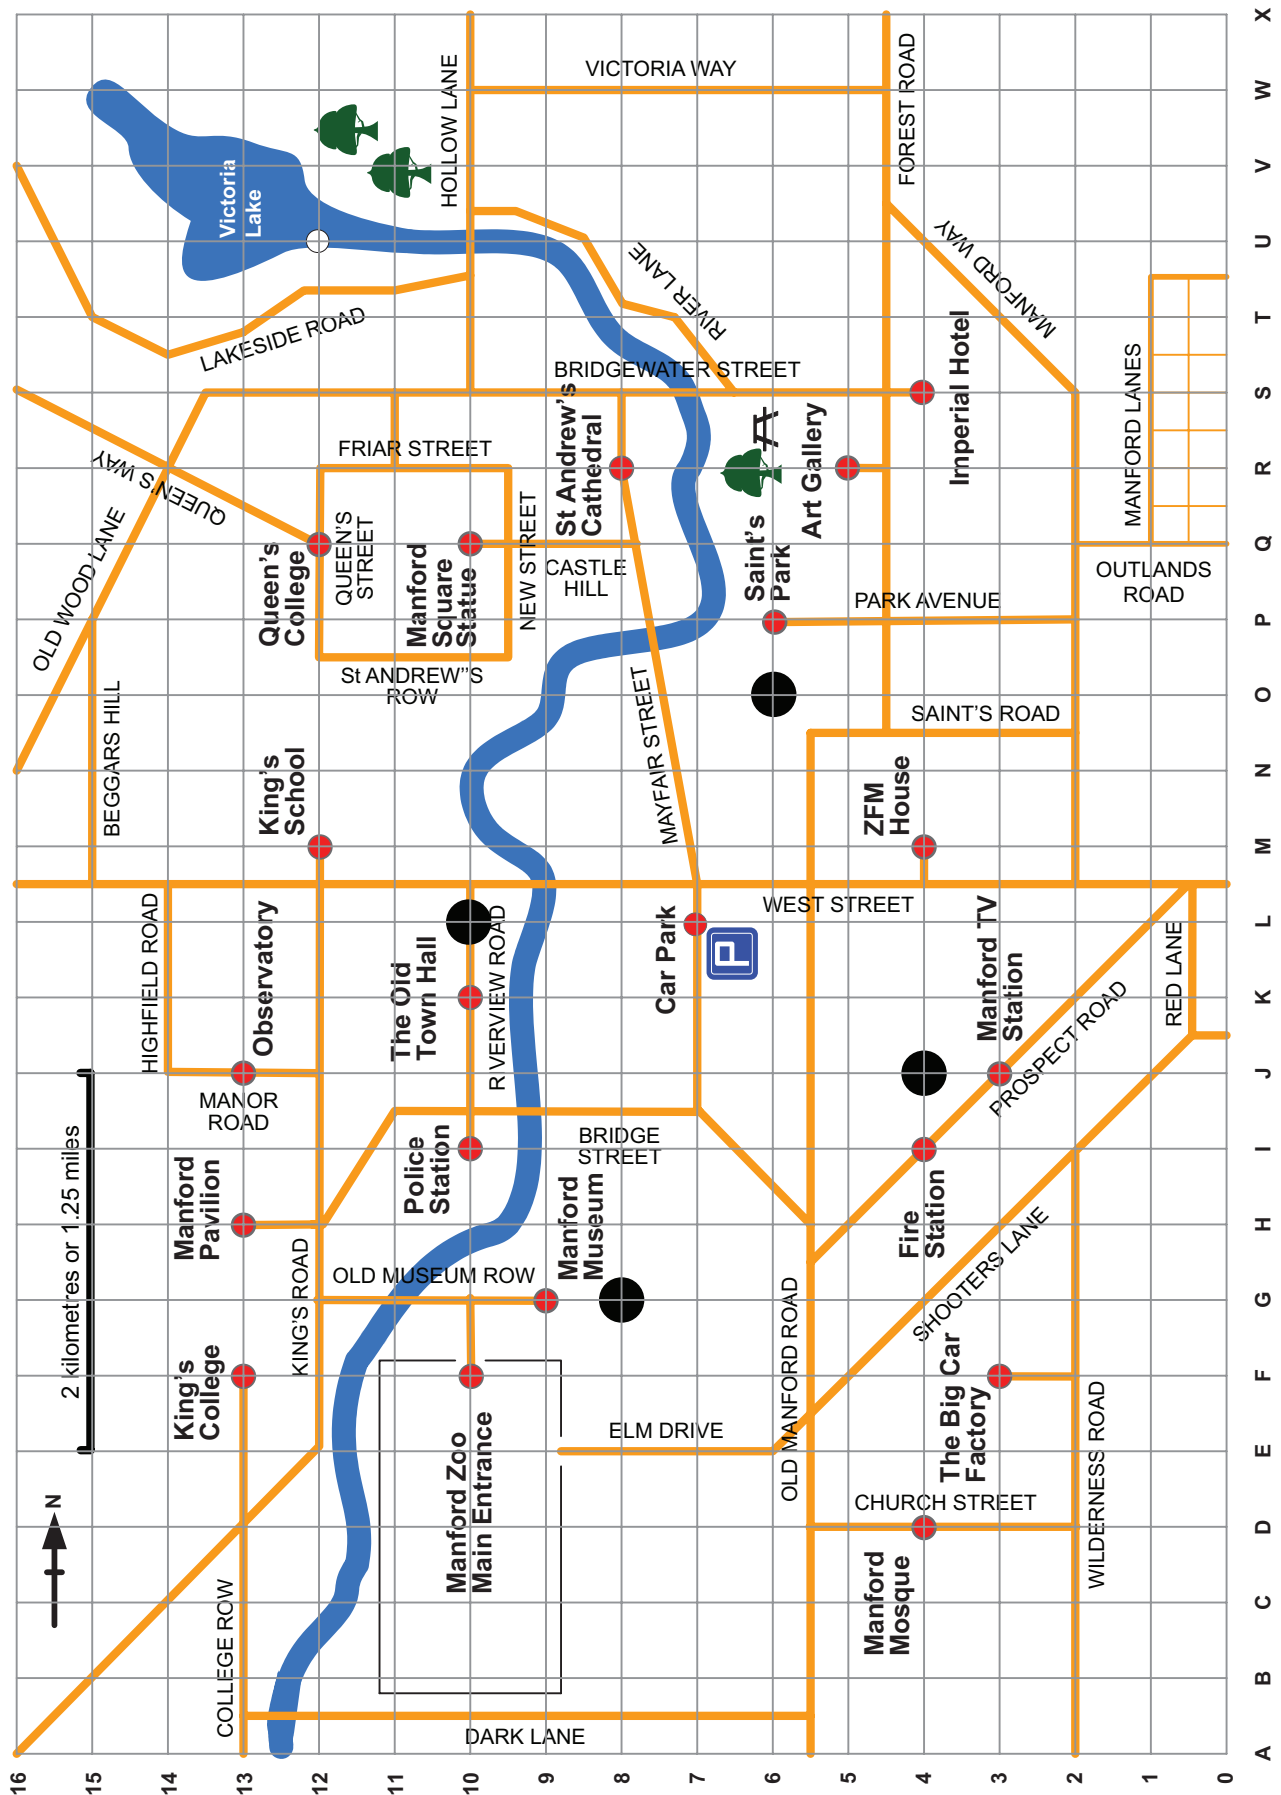 VICTORIA WAY
HOLLOW LANE
FOREST ROAD
Victoria
Lake
RIVER LANE
MANFORD WAY
LAKESIDE ROAD
BRIDGEWATER STREET
MANFORD LANES
Imperial Hotel
QUEEN'S WAY
OLD WOOD LANE
FRIAR STREET
St Andrew's
Cathedral
Art Gallery
Queen's
College
QUEEN'S
STREET
Manford
Square
Statue
NEW STREET
CASTLE
HILL
Saint's
Park
PARK AVENUE
OUTLANDS
ROAD
St ANDREW''S
ROW
BEGGARS HILL
MAYFAIR STREET
SAINT'S ROAD
King's
School
ZFM
House
WEST STREET
HIGHFIELD ROAD
Observatory
The Old
Town Hall
RIVERVIEW ROAD
Car Park
P
Manford TV
Station
RED LANE
PROSPECT ROAD
MANOR
ROAD
2 kilometres or 1.25 miles
Manford
Pavilion
Police
Station
BRIDGE
STREET
Manford
Museum
Fire
Station
SHOOTERS LANE
KING'S ROAD
OLD MUSEUM ROW
OLD MANFORD ROAD
King's
College
The Big Car
Factory
ELM DRIVE
WILDERNESS ROAD
Manford Zoo
Main Entrance
CHURCH STREET
Manford
Mosque
N
COLLEGE ROW
DARK LANE
16
15
14
13
12
11
10
9
8
7
6
5
4
3
2
1
0
A
B
C
D
E
F
G
H
I
J
K
L
M
N
O
P
Q
R
S
T
U
V
W
X